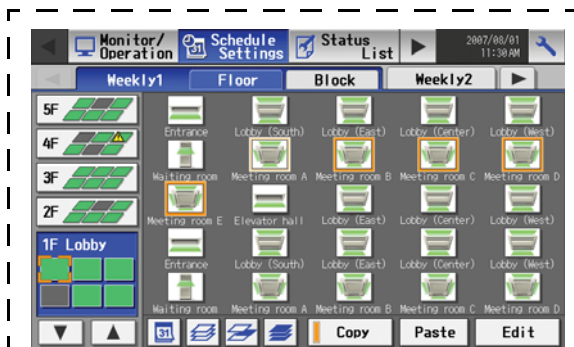 Monitor/
Operation
31
Schedule
Settings
Status
List
2007/08/01
11:30AM
Weekly1
Floor
Block
Weekly2
5F
4F
3F
2F
1F Lobby
Entrance
Lobby (South)
Lobby (East)
Lobby (Center)
Lobby (West)
Waiting room
Meeting room A
Meeting room B
Meeting room C
Meeting room D
Meeting room E
Elevator hall
Lobby (East)
Lobby (Center)
Lobby (West)
Entrance
Lobby (South)
Lobby (East)
Lobby (Center)
Lobby (West)
Waiting room
Meeting room A
Meeting room B
Meeting room C
Meeting room D
31
Copy
Paste
Edit